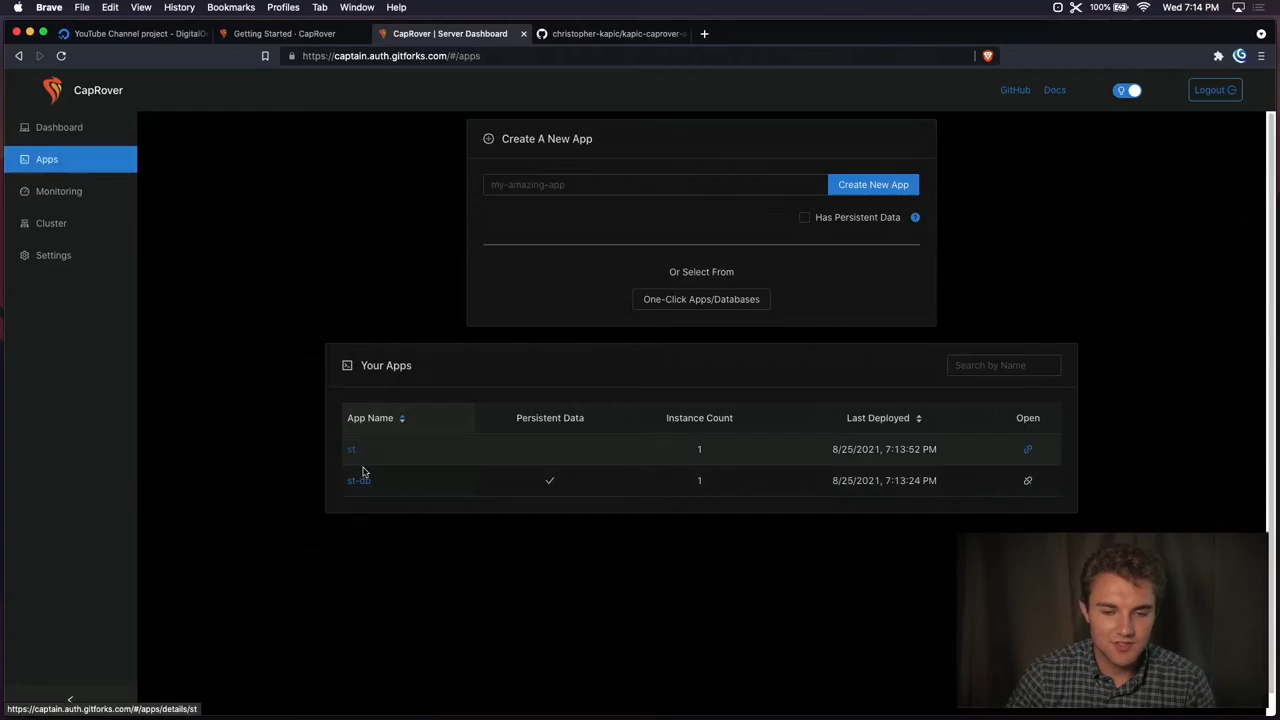 Brave File Edit View History Bookmarks Profiles Tab Window Help 100% Wed 7:14 PM
YouTube Channel project - DigitalO Getting Started · CapRover CapRover | Server Dashboard christopher-kapic/kapic-caprover-a
https://captain.auth.gitforks.com/#/apps
CapRover GitHub Docs Logout
Dashboard
Apps
Monitoring
Cluster
Settings
Create A New App
my-amazing-app Create New App
Has Persistent Data
Or Select From
One-Click Apps/Databases
Your Apps Search by Name
App Name Persistent Data Instance Count Last Deployed Open
st 1 8/25/2021, 7:13:52 PM
st-db 1 8/25/2021, 7:13:24 PM
https://captain.auth.gitforks.com/#/apps/details/st